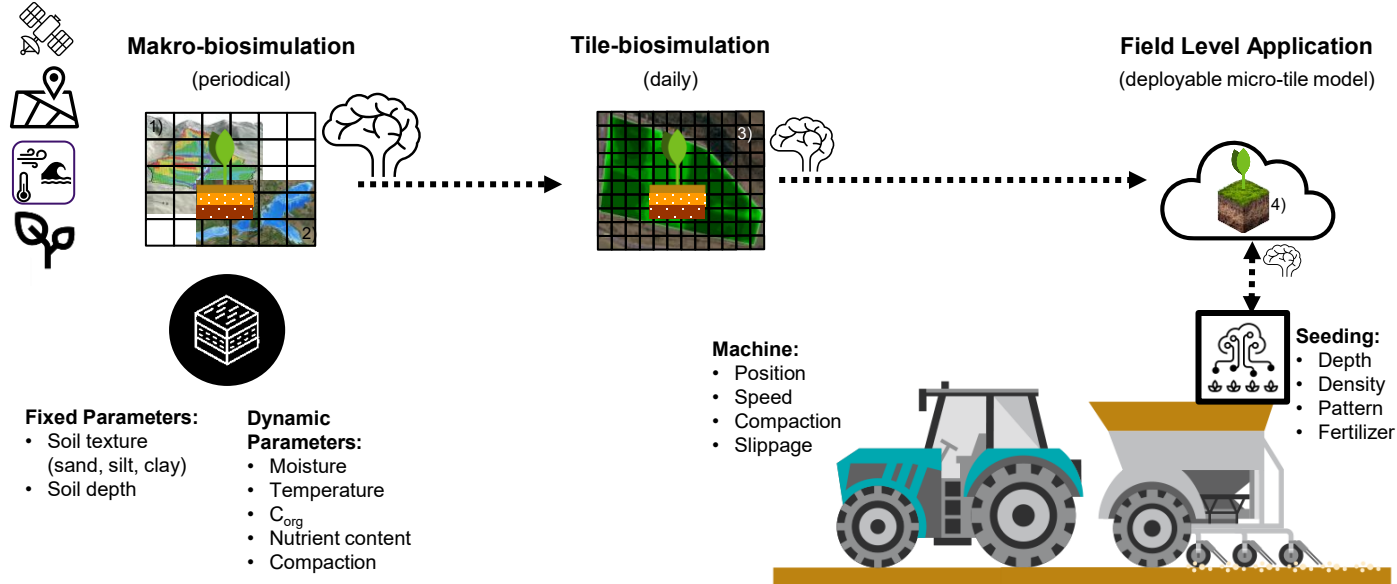 Makro-biosimulation
(periodical)
1)
2)
Tile-biosimulation
(daily)
3)
Field Level Application
(deployable micro-tile model)
4)
Fixed Parameters:
• Soil texture
(sand, silt, clay)
• Soil depth
Dynamic
Parameters:
• Moisture
• Temperature
• Corg
• Nutrient content
• Compaction
Machine:
• Position
• Speed
• Compaction
• Slippage
Seeding:
• Depth
• Density
• Pattern
• Fertilizer